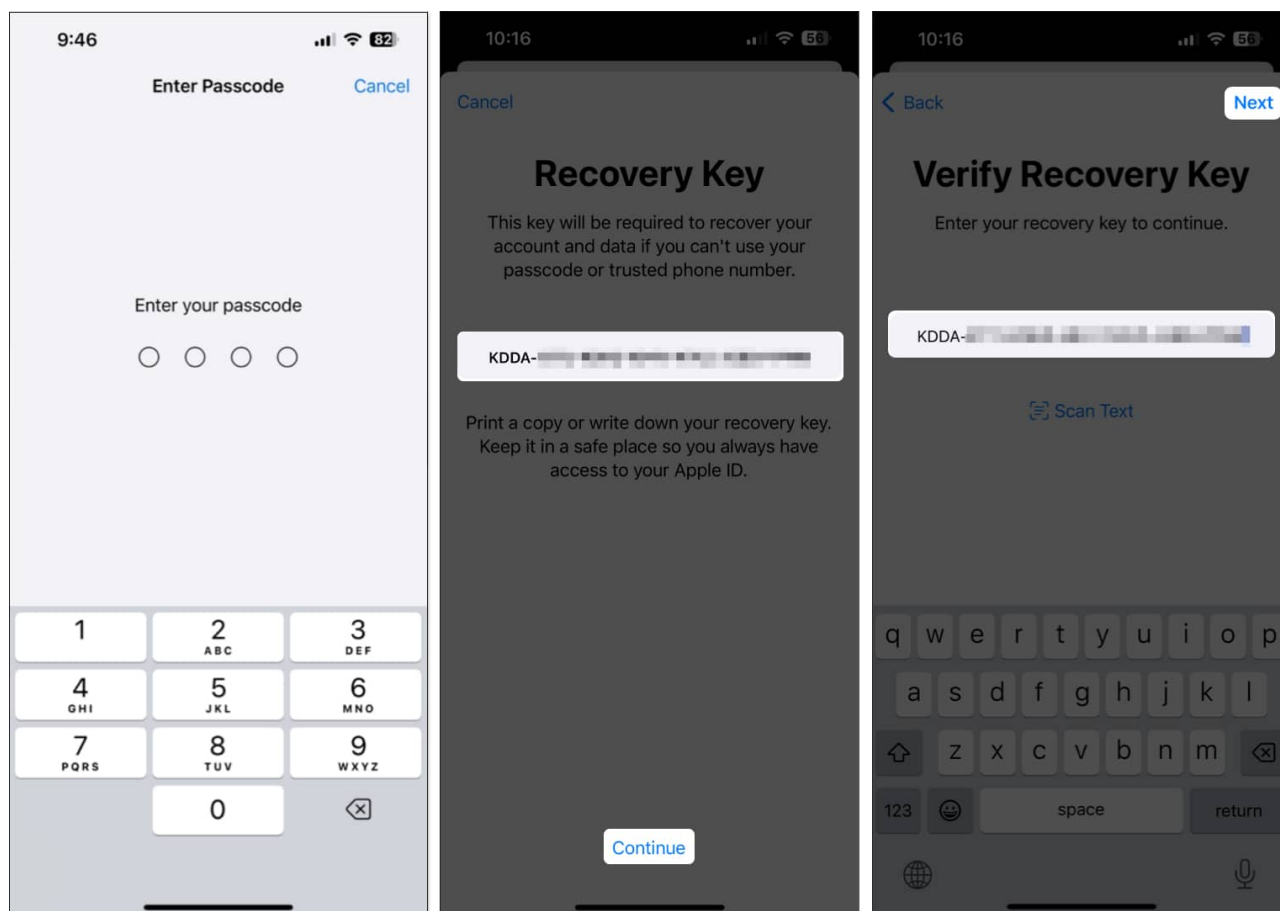 9:46
82
Enter Passcode
Cancel
Enter your passcode
1
2
ABC
3
DEF
4
GHI
5
JKL
6
MNO
7
PQRS
8
TUV
9
WXYZ
0
10:16
56
Cancel
Recovery Key
This key will be required to recover your
account and data if you can't use your
passcode or trusted phone number.
KDDA-
Print a copy or write down your recovery key.
Keep it in a safe place so you always have
access to your Apple ID.
Continue
10:16
56
Back
Next
Verify Recovery Key
Enter your recovery key to continue.
KDDA-
Scan Text
q w e r t y u i o p
a s d f g h j k l
z x c v b n m
123 space return